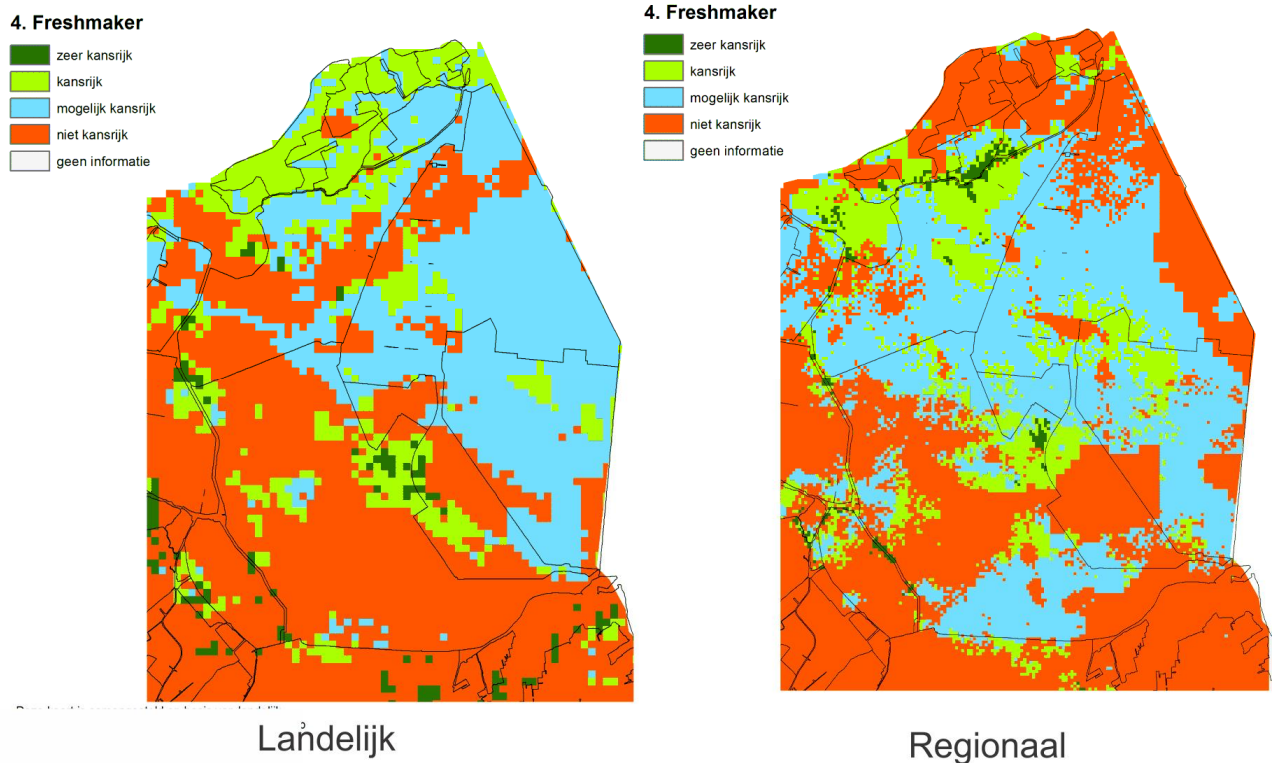 4. Freshmaker
zeer kansrijk
kansrijk
mogelijk kansrijk
niet kansrijk
geen informatie
Landelijk
4. Freshmaker
zeer kansrijk
kansrijk
mogelijk kansrijk
niet kansrijk
geen informatie
Regionaal